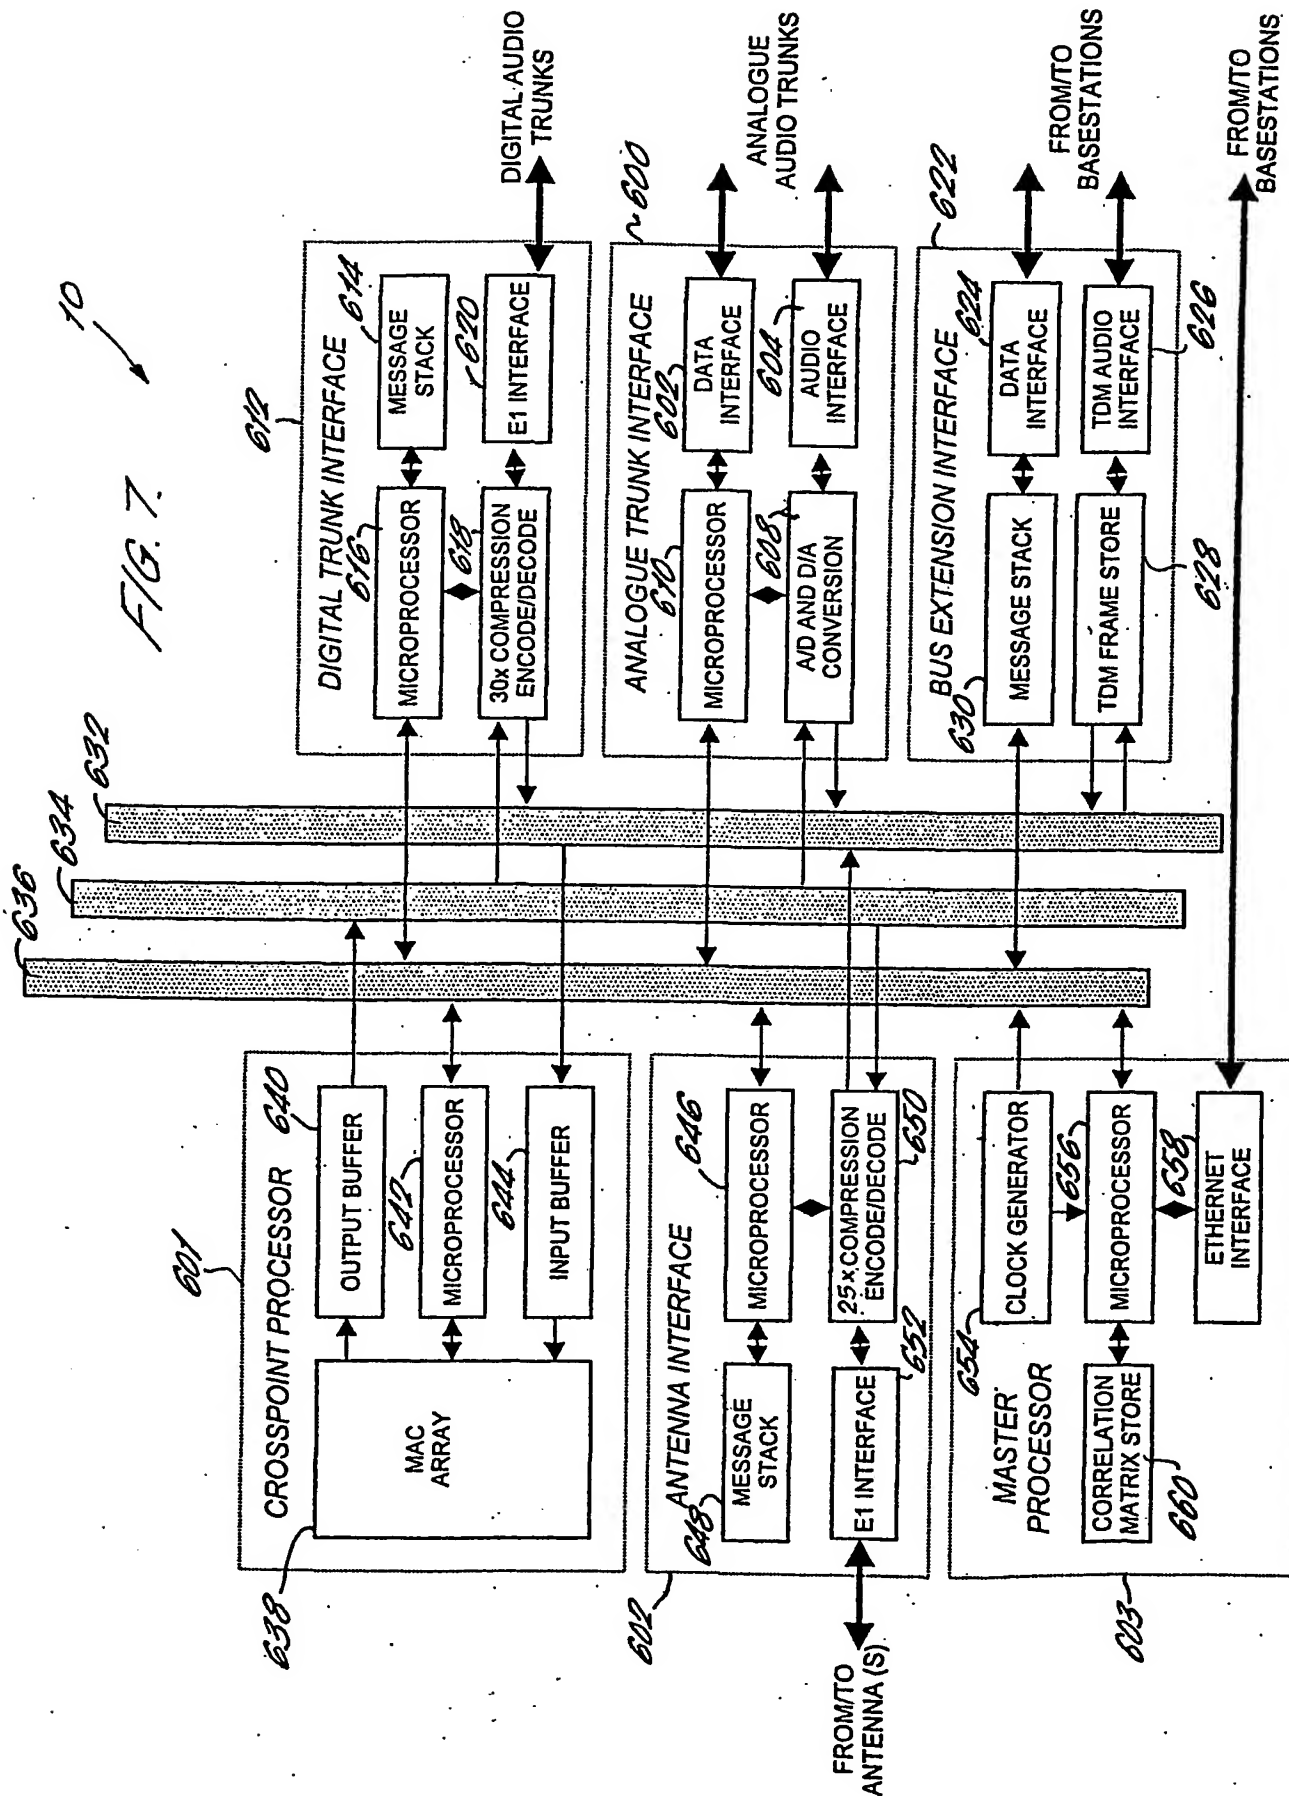 FIG. 7.
10
612
DIGITAL TRUNK INTERFACE
616
MICROPROCESSOR
614
MESSAGE
STACK
618
30x COMPRESSION
ENCODE/DECODE
620
E1 INTERFACE
DIGITAL AUDIO
TRUNKS
600
ANALOGUE TRUNK INTERFACE
610
MICROPROCESSOR
602
DATA
INTERFACE
608
A/D AND D/A
CONVERSION
604
AUDIO
INTERFACE
ANALOGUE
AUDIO TRUNKS
622
BUS EXTENSION INTERFACE
630
MESSAGE STACK
624
DATA
INTERFACE
TDM FRAME STORE
628
TDM AUDIO
INTERFACE
626
FROM/TO
BASESTATIONS
FROM/TO
BASESTATIONS
632
634
636
601
CROSSPOINT PROCESSOR
638
MAC
ARRAY
640
OUTPUT BUFFER
642
MICROPROCESSOR
644
INPUT BUFFER
602
ANTENNA INTERFACE
648
MESSAGE
STACK
646
MICROPROCESSOR
652
E1 INTERFACE
25x COMPRESSION
ENCODE/DECODE
650
FROM/TO
ANTENNA (S)
603
MASTER
PROCESSOR
654
CLOCK GENERATOR
656
MICROPROCESSOR
658
ETHERNET
INTERFACE
CORRELATION
MATRIX STORE
660